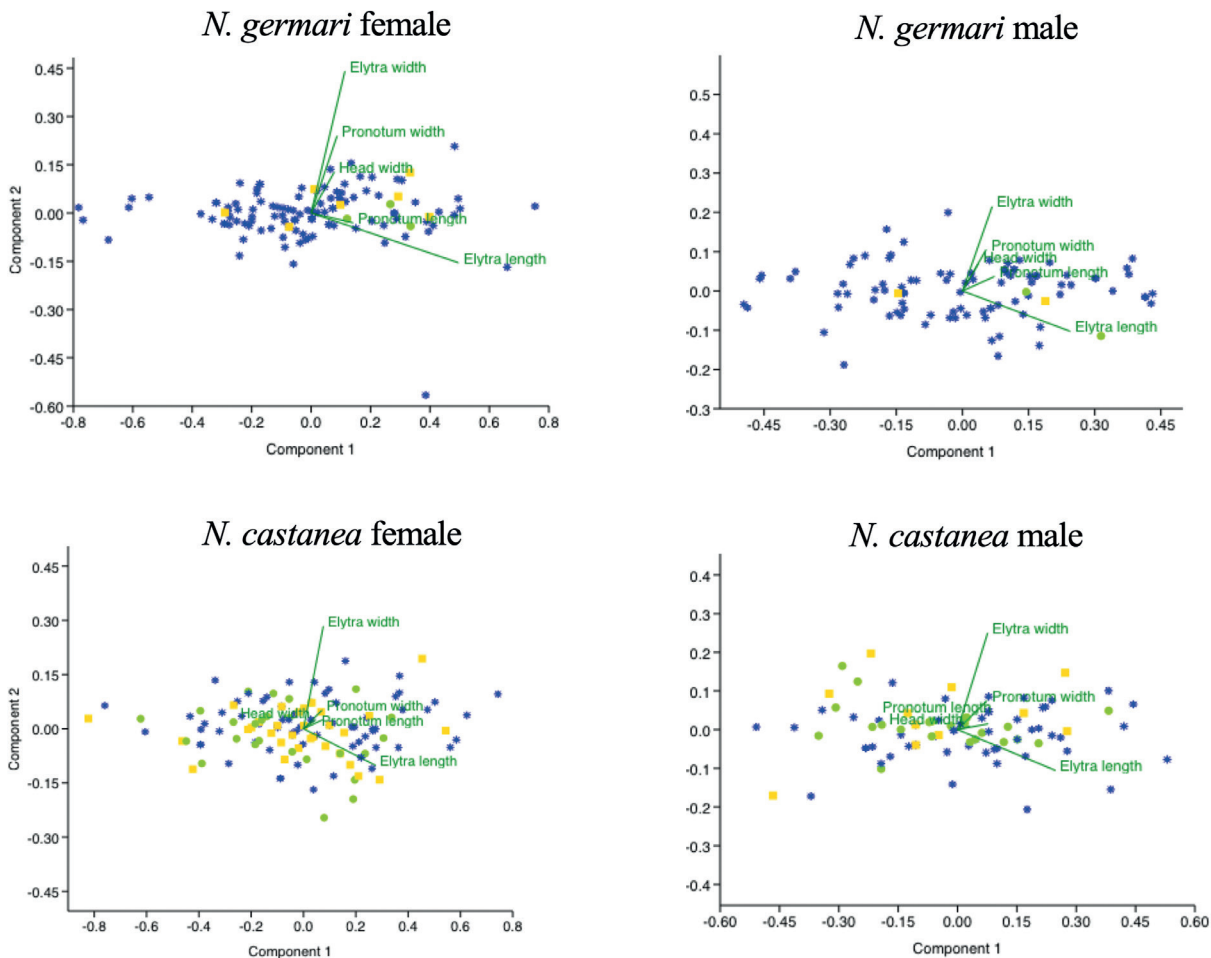 N. germari female
0.45
0.30
0.15
0.00
-0.15
-0.30
-0.45
-0.60
Component 2
Elytra width
Pronotum width
Head width
Pronotum length
Elytra length
-0.8 -0.6 -0.4 -0.2 0.0 0.2 0.4 0.6 0.8
Component 1
N. germari male
0.5
0.4
0.3
0.2
0.1
0.0
-0.1
-0.2
-0.3
Elytra width
Pronotum width
Head width
Pronotum length
Elytra length
-0.45 -0.30 -0.15 0.00 0.15 0.30 0.45
Component 1
N. castanea female
0.45
0.30
0.15
0.00
-0.15
-0.30
-0.45
Component 2
Elytra width
Pronotum width
Head width
Pronotum length
Elytra length
-0.8 -0.6 -0.4 -0.2 0.0 0.2 0.4 0.6 0.8
Component 1
N. castanea male
0.4
0.3
0.2
0.1
0.0
-0.1
-0.2
-0.3
-0.4
Elytra width
Pronotum width
Pronotum length
Head width
Elytra length
-0.60 -0.45 -0.30 -0.15 0.00 0.15 0.30 0.45 0.60
Component 1